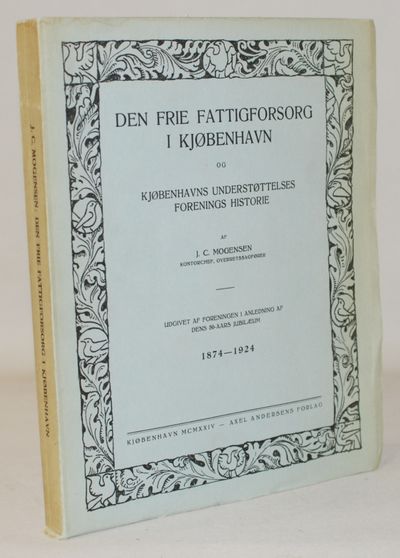 DEN FRIE FATTIGFORSORG
I KJØBENHAVN
OG
KJØBENHAVNS UNDERSTØTTELSES
FORENINGS HISTORIE
AF
J. C. MOGENSEN
KONTORCHEF, OVERRETSSAGFØRER
UDGIVET AF FORENINGEN I ANLEDNING AF
DENS 50-AARS JUBILÆUM
1874—1924
KJØBENHAVN MCMXXIV — AXEL ANDERSENS FORLAG
J. C. MOGENSEN: DEN FRIE FATTIGFORSORG I KJØBENHAVN